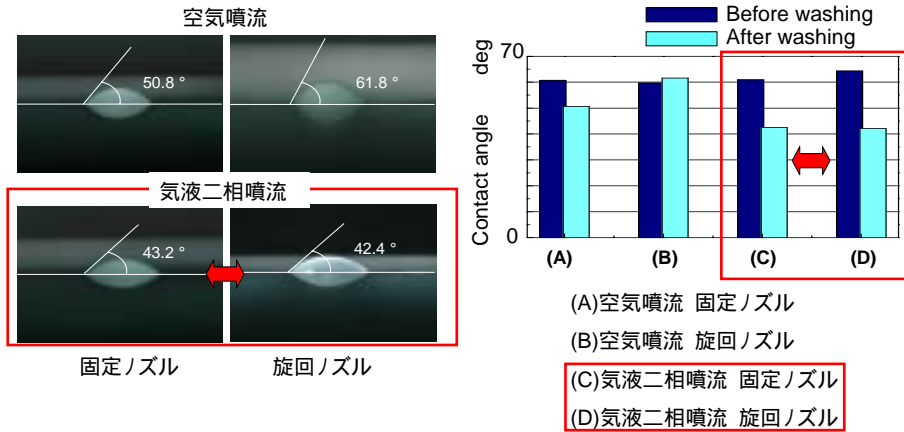 空気噴流
50.8 °
61.8 °
気液二相噴流
43.2 °
42.4 °
固定ノズル
旋回ノズル
Before washing
After washing
Contact angle deg
70
0
(A)
(B)
(C)
(D)
(A)空気噴流 固定ノズル
(B)空気噴流 旋回ノズル
(C)気液二相噴流 固定ノズル
(D)気液二相噴流 旋回ノズル